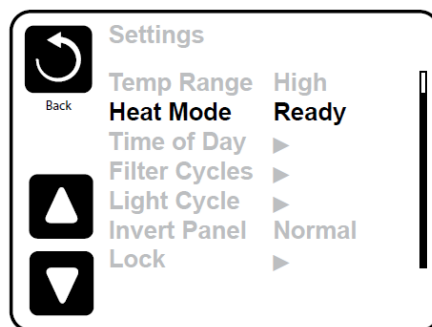 Settings
Back
Temp Range High
Heat Mode Ready
Time of Day ▶
Filter Cycles ▶
Light Cycle ▶
Invert Panel Normal
Lock ▶